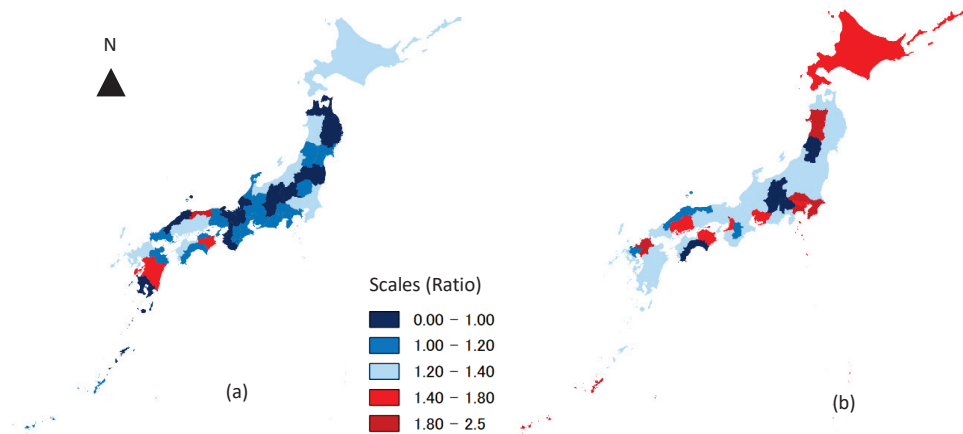 N
Scales (Ratio)
0.00 – 1.00
1.00 – 1.20
1.20 – 1.40
1.40 – 1.80
1.80 – 2.5
(a)
(b)